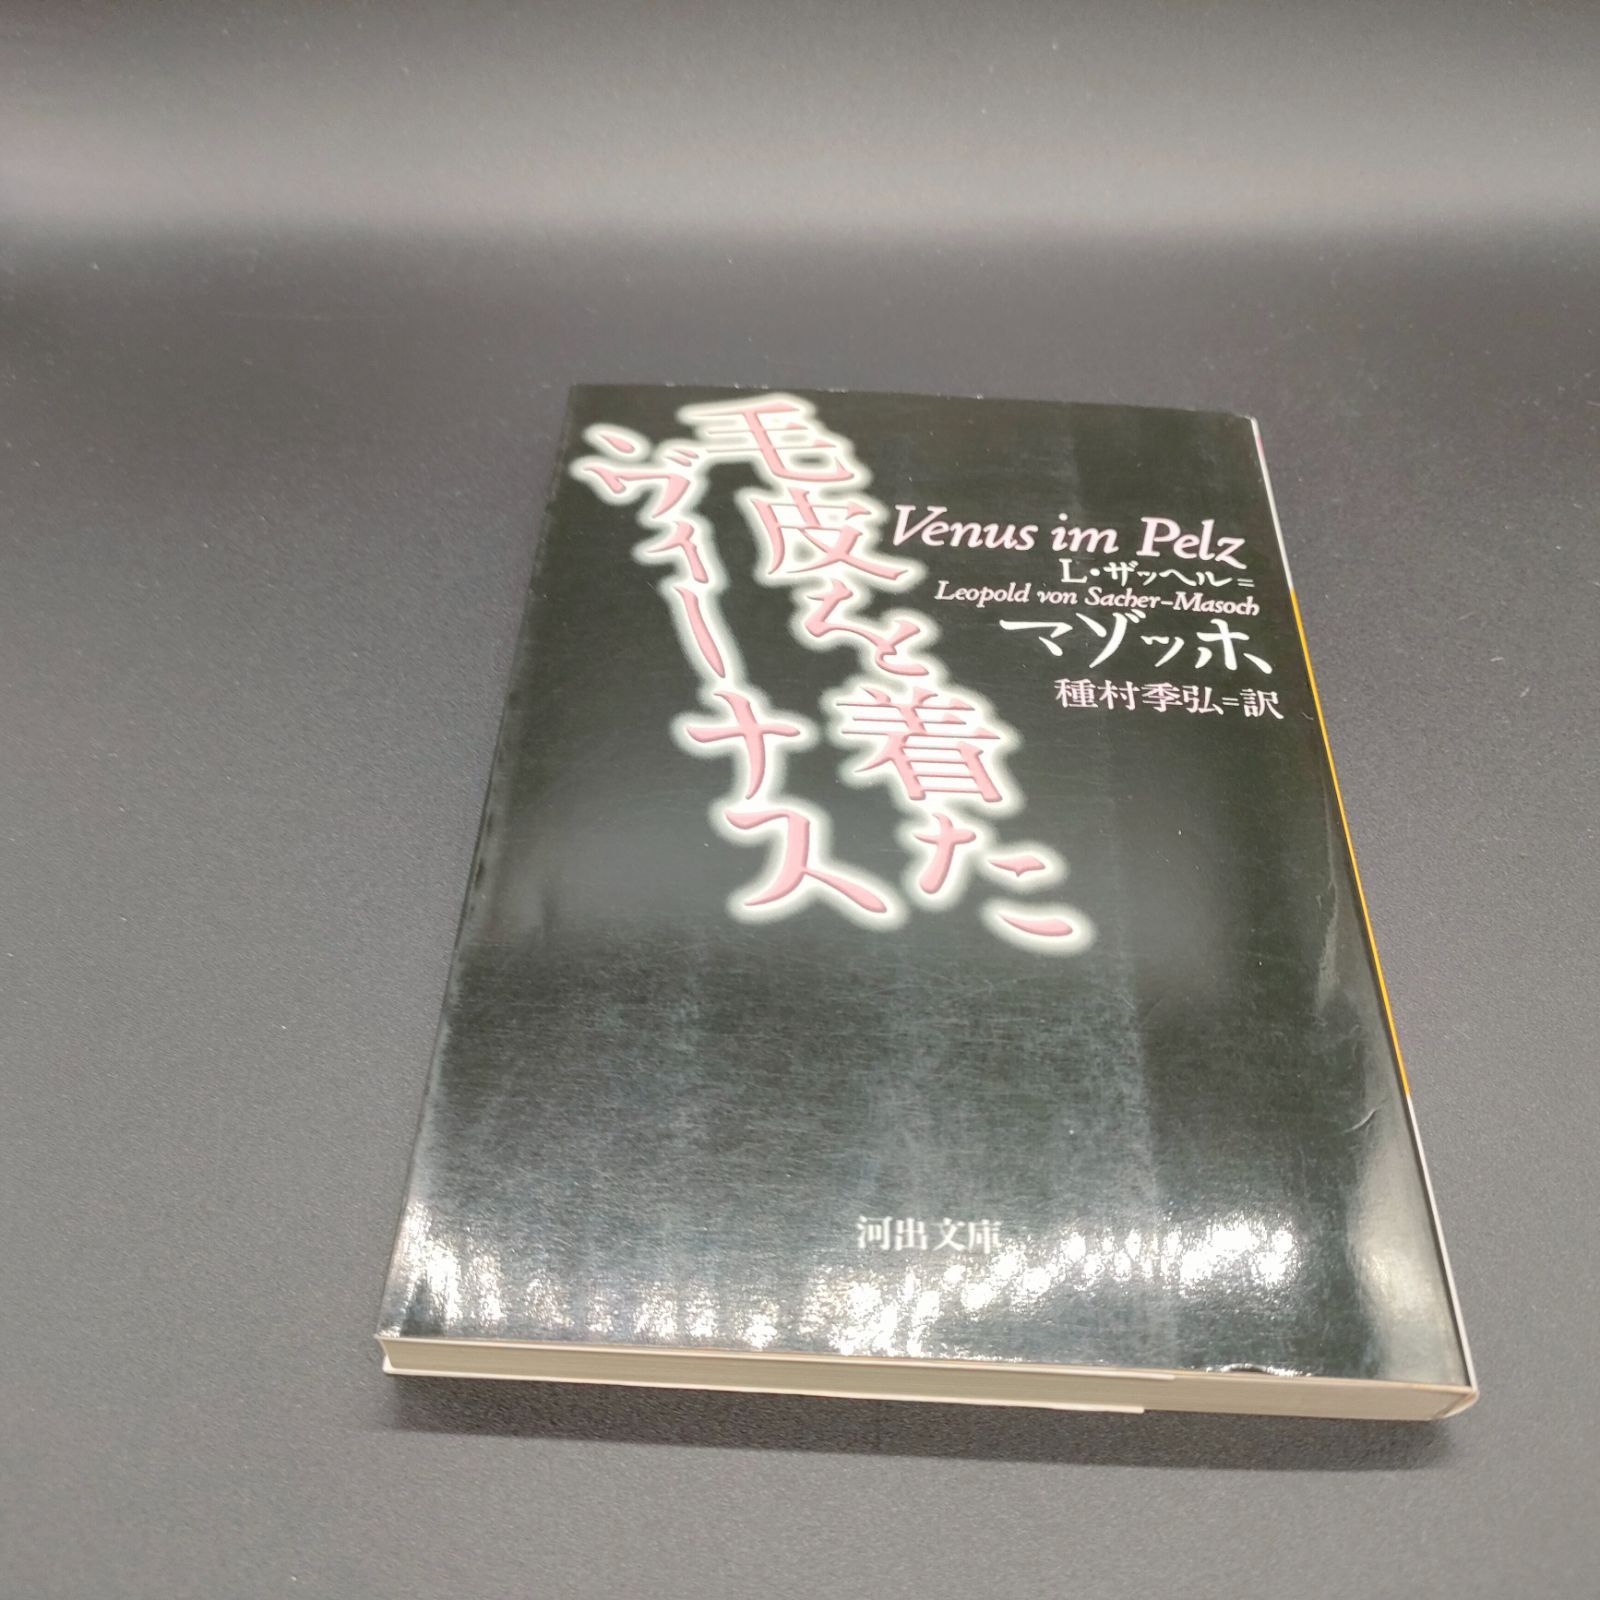 毛皮を着た
ヴィーナス
Venus im Pelz
L・ザッヘル=
Leopold von Sacher-Masoch
マゾッホ
種村季弘=訳
河出文庫